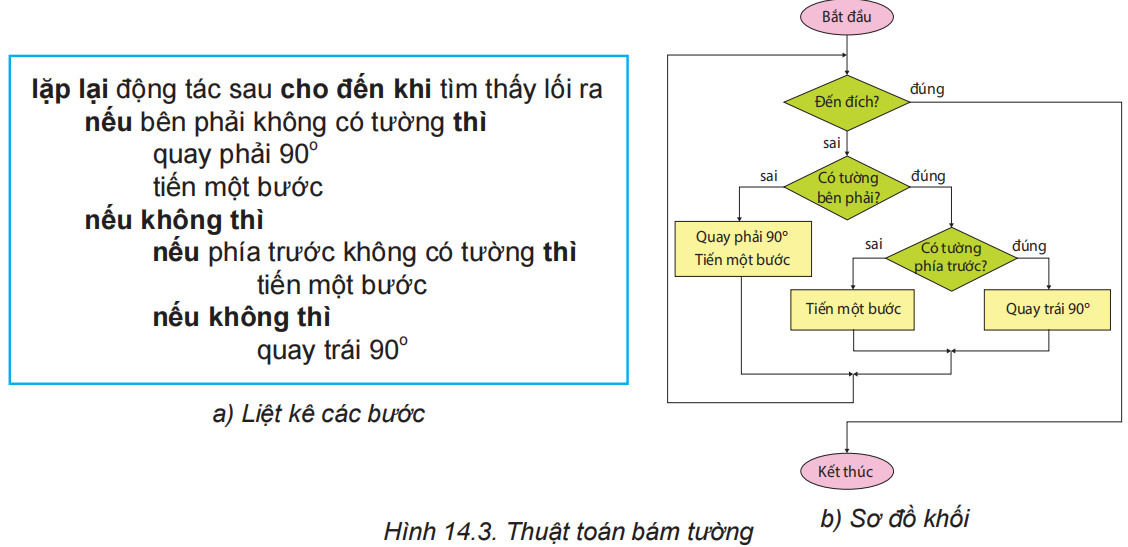 lặp lại động tác sau cho đến khi tìm thấy lối ra
nếu bên phải không có tường thì
quay phải 90º
tiến một bước
nếu không thì
nếu phía trước không có tường thì
tiến một bước
nếu không thì
quay trái 90º
a) Liệt kê các bước
Bắt đầu
Đến đích?
đúng
sai
Có tường
bên phải?
sai
đúng
Quay phải 90º
Tiến một bước
Có tường
phía trước?
sai
đúng
Tiến một bước
Quay trái 90º
Kết thúc
b) Sơ đồ khối
Hình 14.3. Thuật toán bám tường